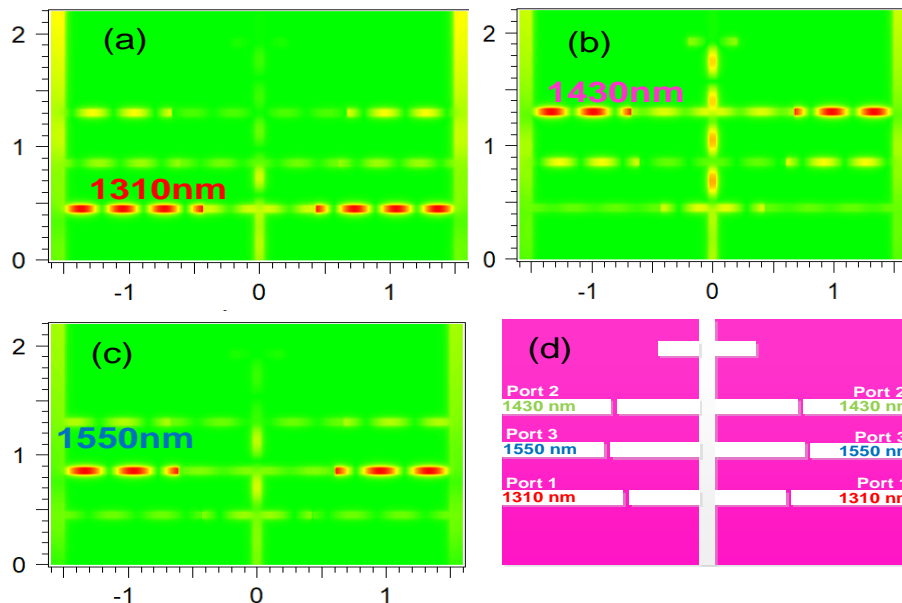 (a)
2
1
0
1310nm
-1 0 1
(b)
2
1
0
1430nm
-1 0 1
(c)
2
1
0
1550nm
-1 0 1
(d)
Port 2 Port 2
1430 nm 1430 nm
Port 3 Port 3
1550 nm 1550 nm
Port 1 Port 1
1310 nm 1310 nm